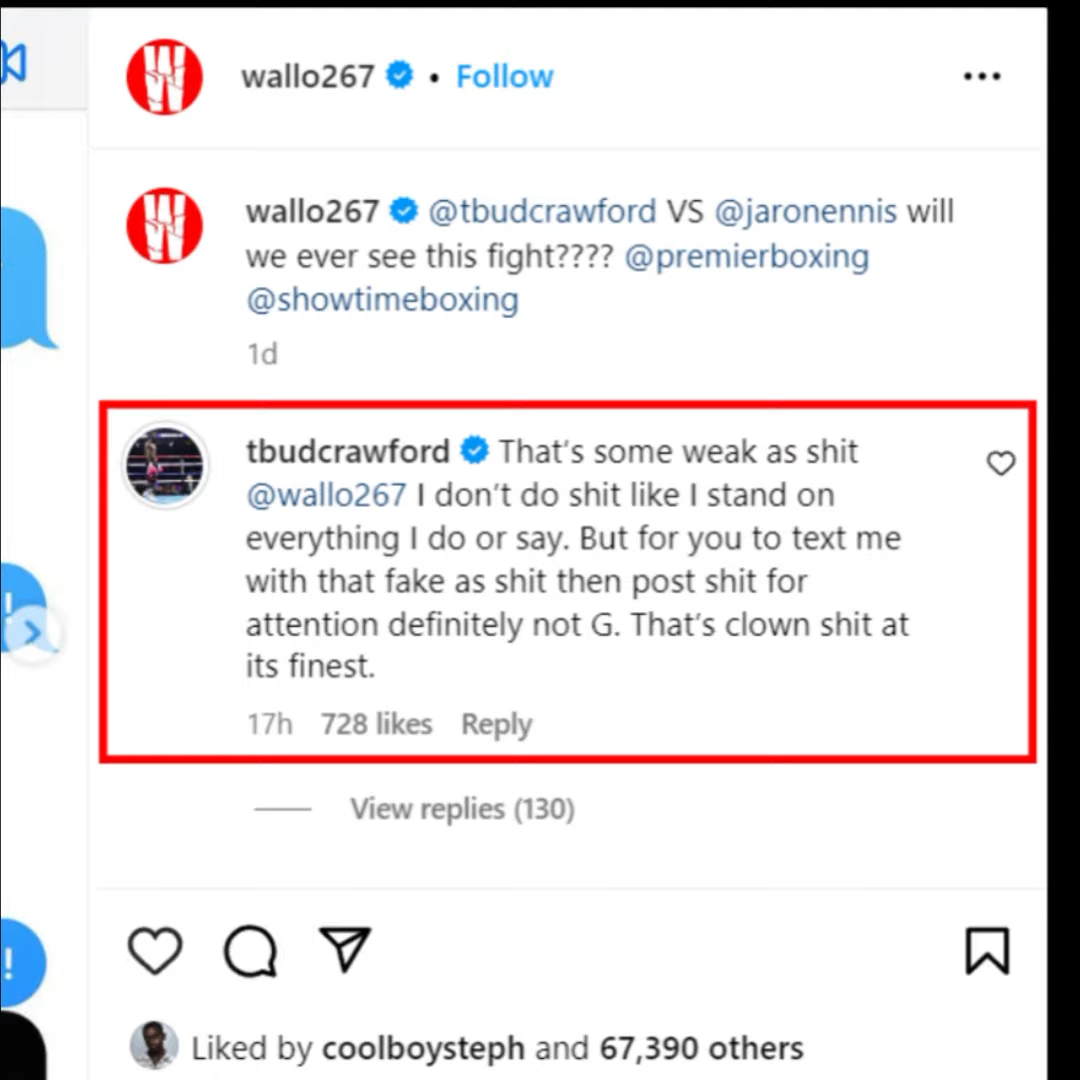 wallo267 • Follow
wallo267 @tbudcrawford VS @jaronennis will
we ever see this fight???? @premierboxing
@showtimeboxing
1d
tbudcrawford That's some weak as shit
@wallo267 I don't do shit like I stand on
everything I do or say. But for you to text me
with that fake as shit then post shit for
attention definitely not G. That's clown shit at
its finest.
17h 728 likes Reply
View replies (130)
!
!
Liked by coolboysteph and 67,390 others